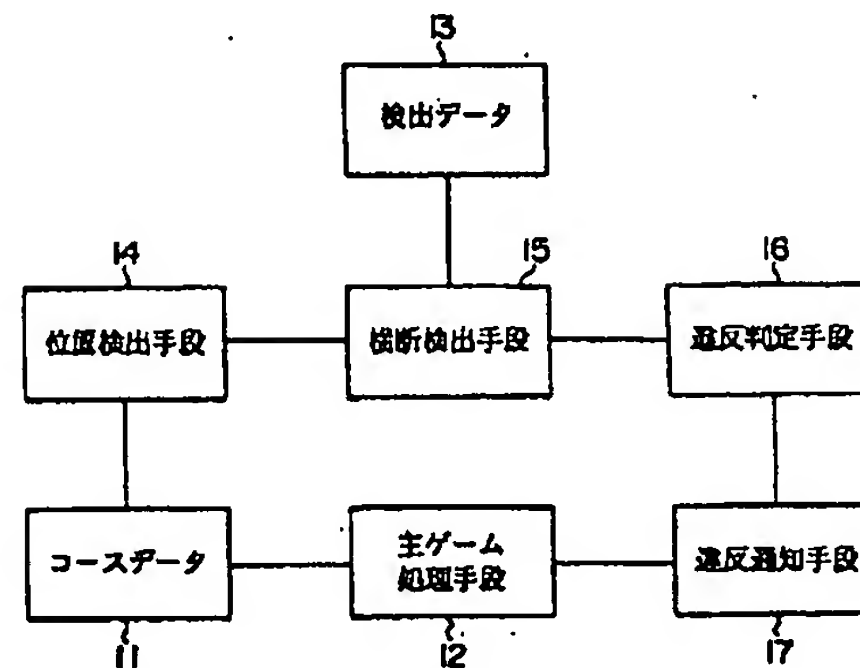 13
検出データ
14
15
16
位置検出手段
横断検出手段
違反判定手段
コースデータ
主ゲーム
処理手段
違反通知手段
11
12
17